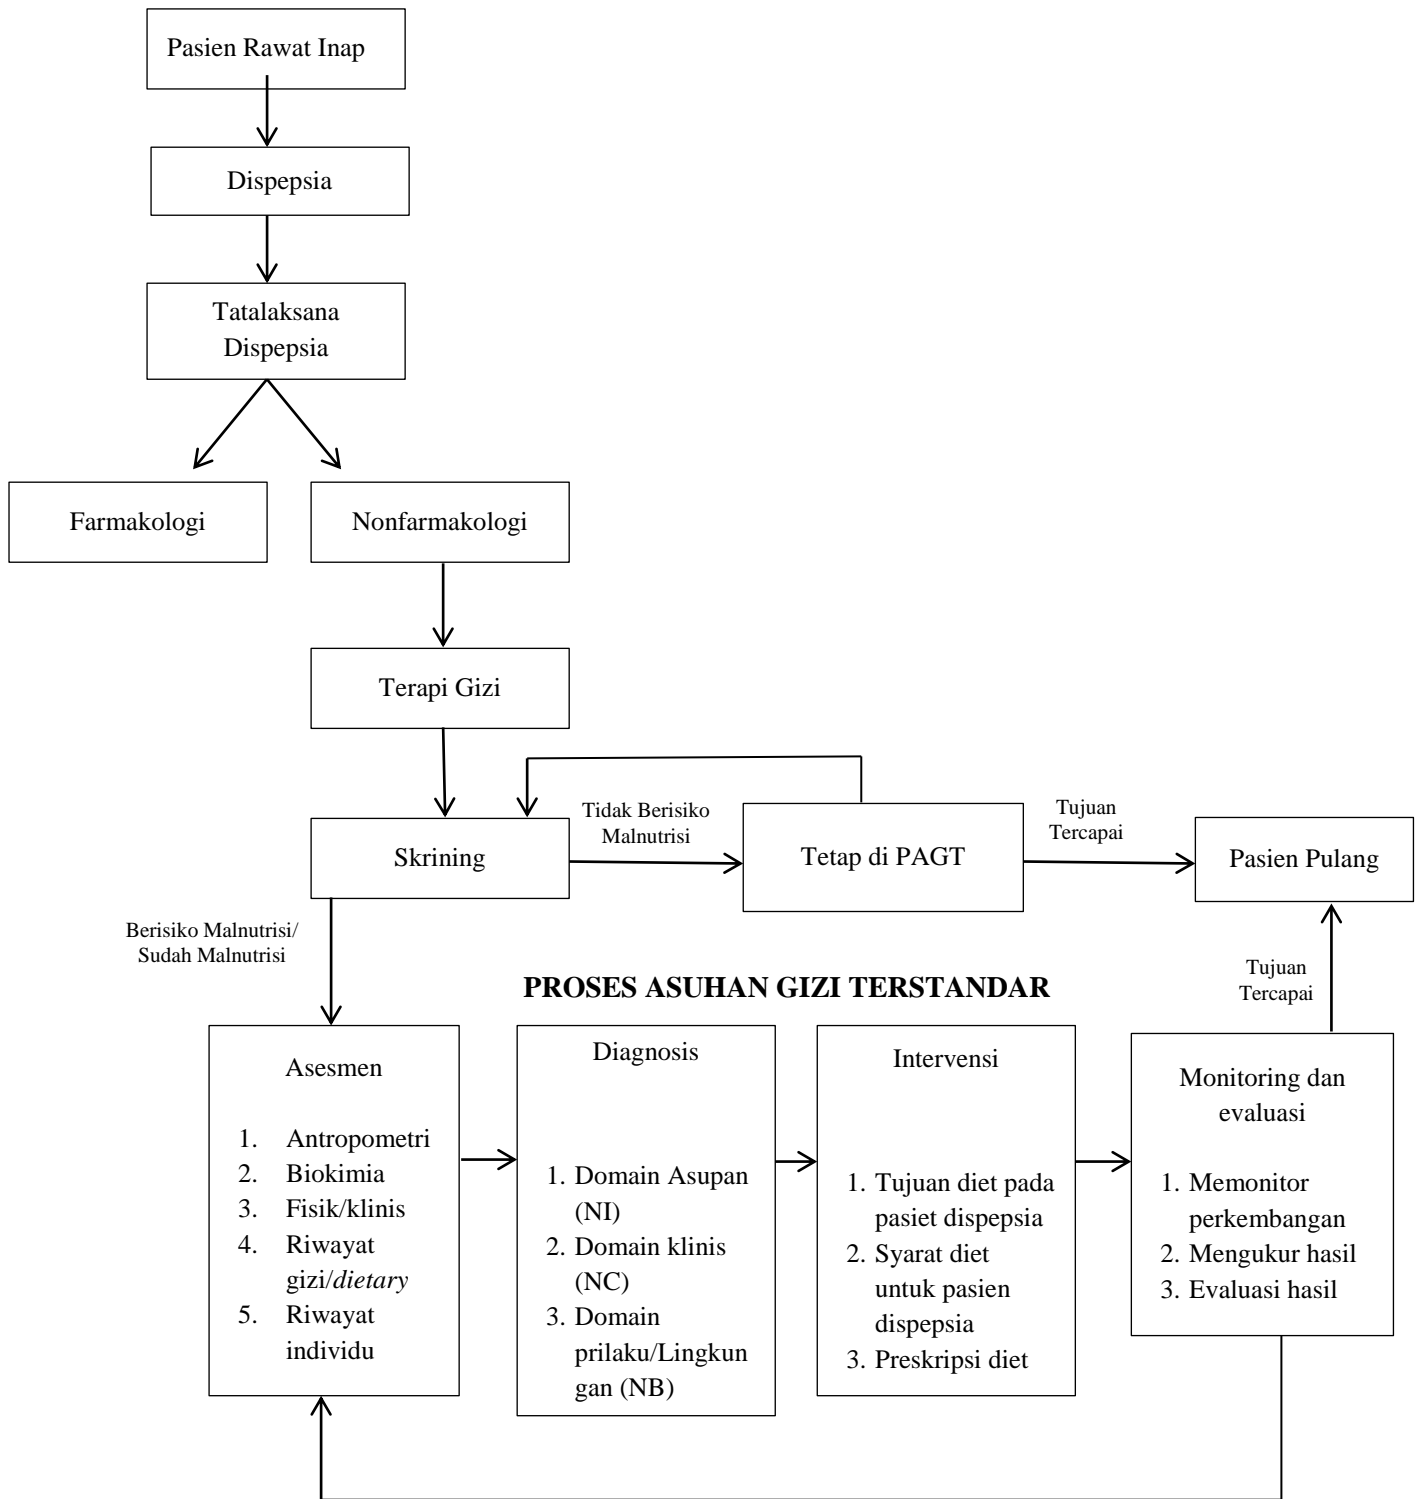 Pasien Rawat Inap
Dispepsia
Tatalaksana
Dispepsia
Farmakologi
Nonfarmakologi
Terapi Gizi
Skrining
Tidak Berisiko
Malnutrisi
Tetap di PAGT
Tujuan
Tercapai
Pasien Pulang
Berisiko Malnutrisi/
Sudah Malnutrisi
Tujuan
Tercapai
PROSES ASUHAN GIZI TERSTANDAR
Asesmen
1. Antropometri
2. Biokimia
3. Fisik/klinis
4. Riwayat
gizi/dietary
5. Riwayat
individu
Diagnosis
1. Domain Asupan
(NI)
2. Domain klinis
(NC)
3. Domain
prilaku/Lingkun
gan (NB)
Intervensi
1. Tujuan diet pada
pasiet dispepsia
2. Syarat diet
untuk pasien
dispepsia
3. Preskripsi diet
Monitoring dan
evaluasi
1. Memonitor
perkembangan
2. Mengukur hasil
3. Evaluasi hasil